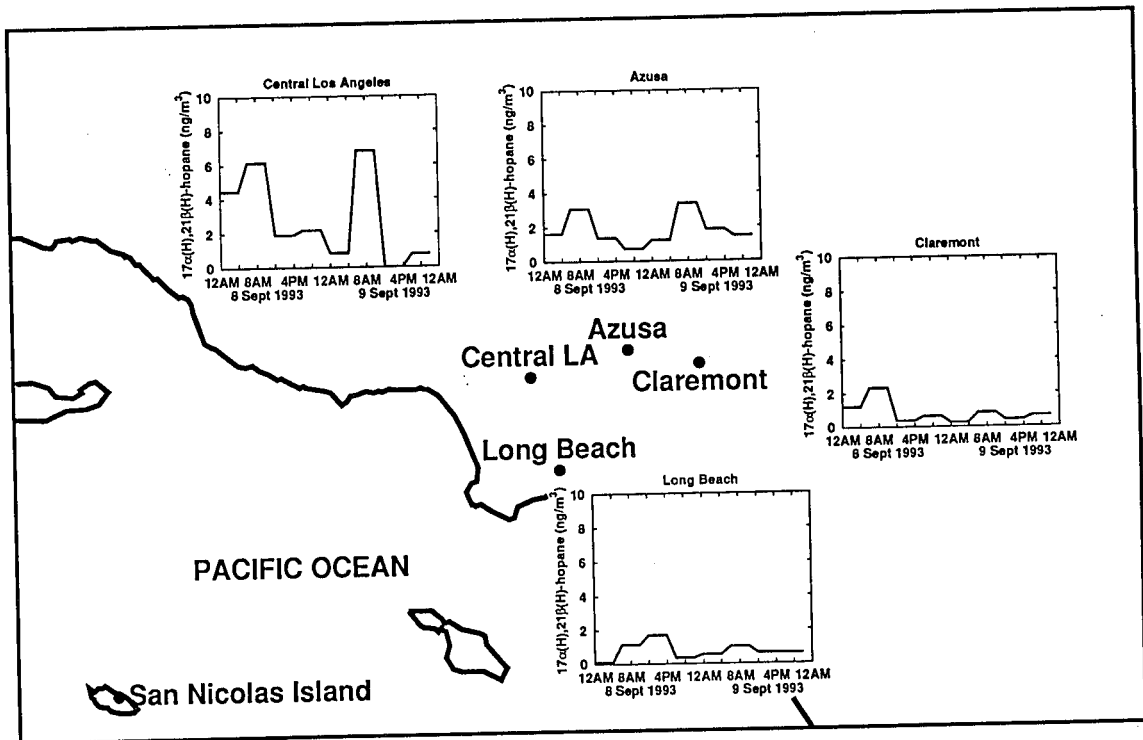 Central Los Angeles
17α(H),21β(H)-hopane (ng/m³)
10
8
6
4
2
0
12AM 8AM 4PM 12AM 8AM 4PM 12AM
8 Sept 1993 9 Sept 1993
Azusa
17α(H),21β(H)-hopane (ng/m³)
10
8
6
4
2
0
12AM 8AM 4PM 12AM 8AM 4PM 12AM
8 Sept 1993 9 Sept 1993
Claremont
17α(H),21β(H)-hopane (ng/m³)
10
8
6
4
2
0
12AM 8AM 4PM 12AM 8AM 4PM 12AM
8 Sept 1993 9 Sept 1993
Azusa
Central LA
Claremont
Long Beach
Long Beach
17α(H),21β(H)-hopane (ng/m³)
10
8
6
4
2
0
12AM 8AM 4PM 12AM 8AM 4PM 12AM
8 Sept 1993 9 Sept 1993
PACIFIC OCEAN
San Nicolas Island